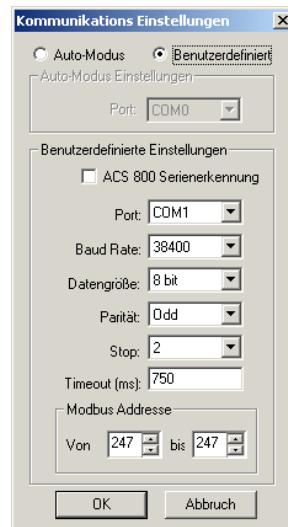 Kommunikations Einstellungen
Auto-Modus Benutzerdefiniert
Auto-Modus Einstellungen
Port: COM0
Benutzerdefinierte Einstellungen
ACS 800 Serienerkennung
Port: COM1
Baud Rate: 38400
Datengröße: 8 bit
Parität: Odd
Stop: 2
Timeout (ms): 750
Modbus Addresse
Von 247 bis 247
OK Abbruch